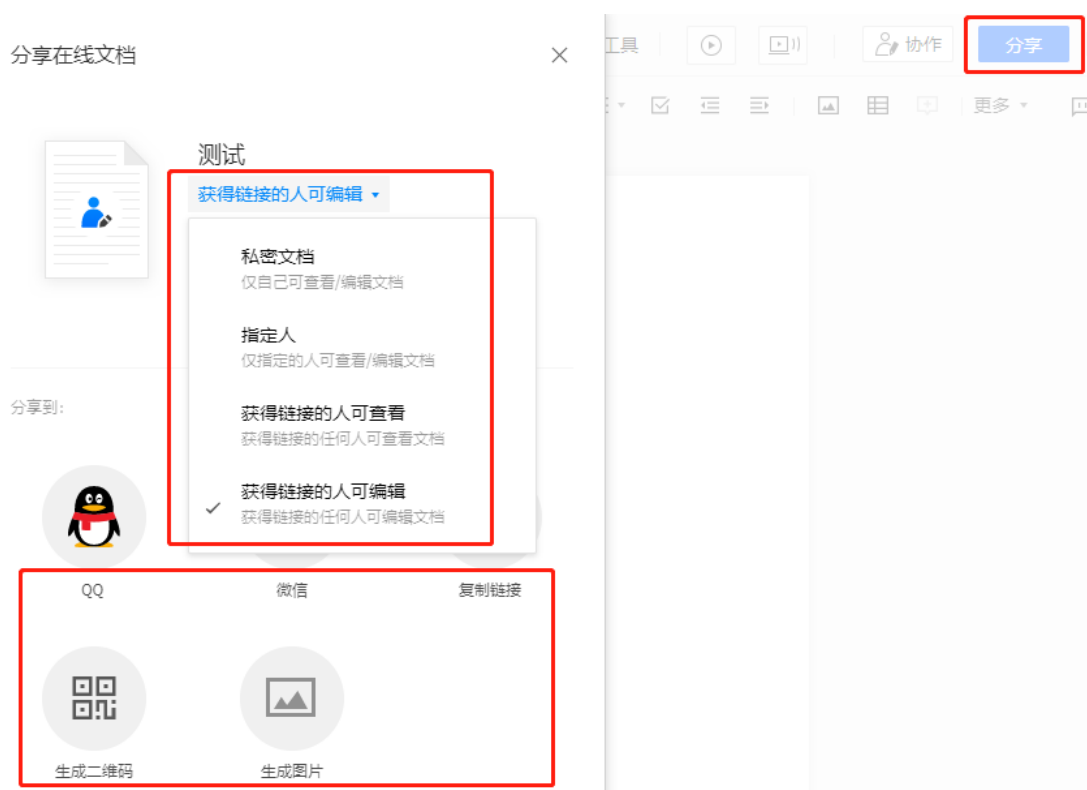 分享在线文档
工具
协作
分享
更多
测试
获得链接的人可编辑
私密文档
仅自己可查看/编辑文档
指定人
仅指定的人可查看/编辑文档
获得链接的人可查看
获得链接的任何人可查看文档
获得链接的人可编辑
获得链接的任何人可编辑文档
分享到:
QQ
微信
复制链接
生成二维码
生成图片